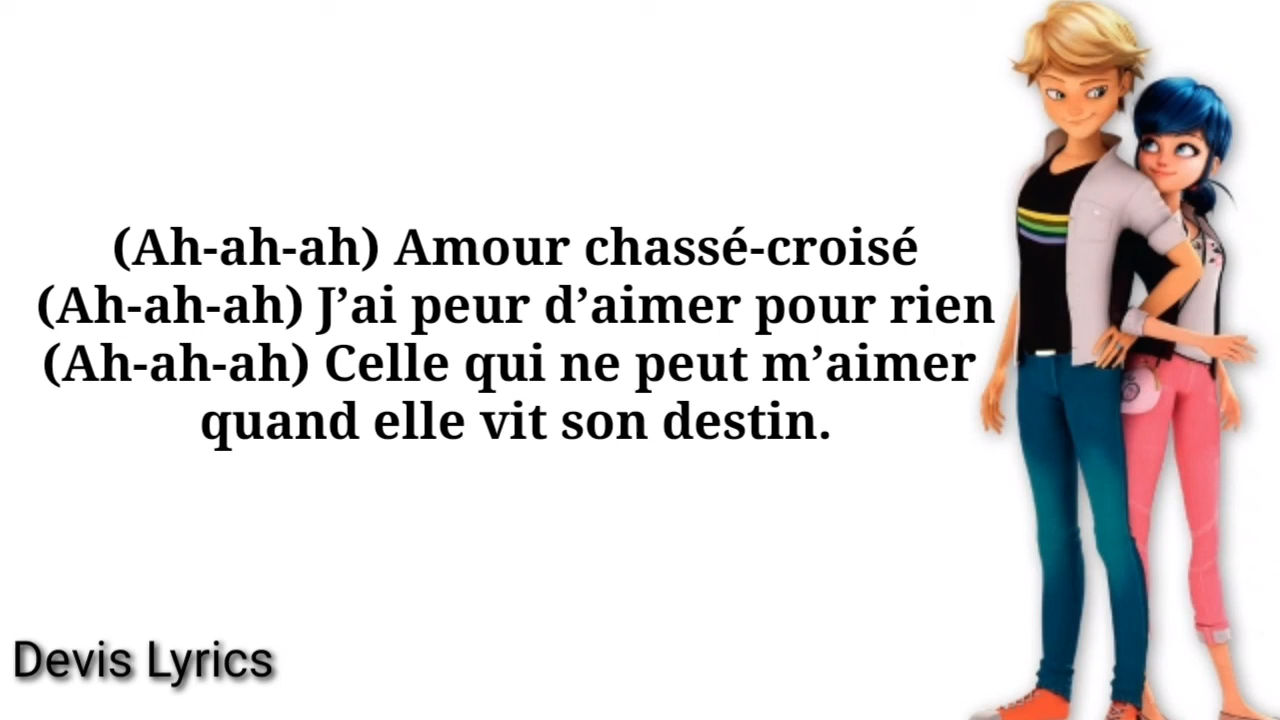 (Ah-ah-ah) Amour chassé-croisé
(Ah-ah-ah) J’ai peur d’aimer pour rien
(Ah-ah-ah) Celle qui ne peut m’aimer
quand elle vit son destin.
Devis Lyrics